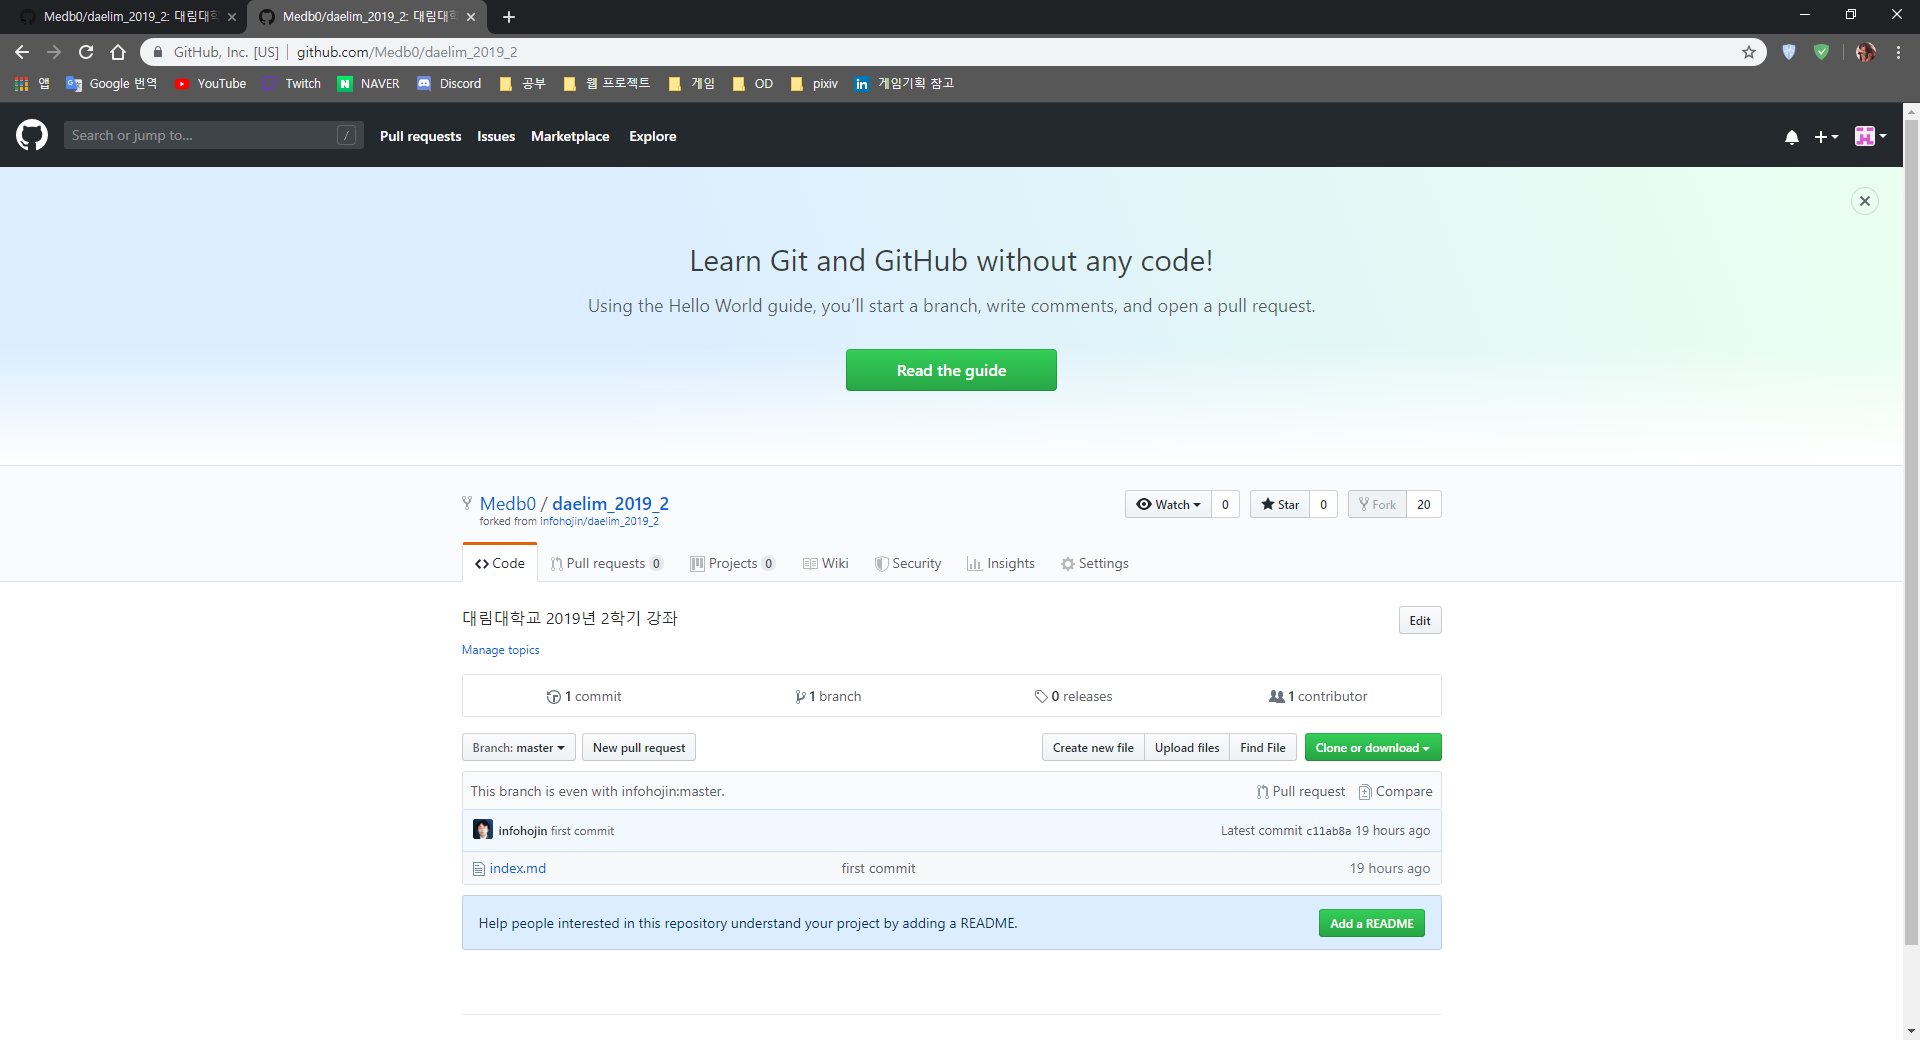 Medb0/daelim_2019_2: 대림대학
Medb0/daelim_2019_2: 대림대학
GitHub, Inc. [US] github.com/Medb0/daelim_2019_2
앱 Google 번역 YouTube Twitch NAVER Discord 공부 웹 프로젝트 게임 OD pixiv 게임기획 참고
Search or jump to... / Pull requests Issues Marketplace Explore
Learn Git and GitHub without any code!
Using the Hello World guide, you’ll start a branch, write comments, and open a pull request.
Read the guide
Medb0 / daelim_2019_2 Watch 0 Star 0 Fork 20
forked from infohojin/daelim_2019_2
Code Pull requests 0 Projects 0 Wiki Security Insights Settings
대림대학교 2019년 2학기 강좌 Edit
Manage topics
1 commit 1 branch 0 releases 1 contributor
Branch: master New pull request Create new file Upload files Find File Clone or download
This branch is even with infohojin:master. Pull request Compare
infohojin first commit Latest commit c11ab8a 19 hours ago
index.md first commit 19 hours ago
Help people interested in this repository understand your project by adding a README. Add a README